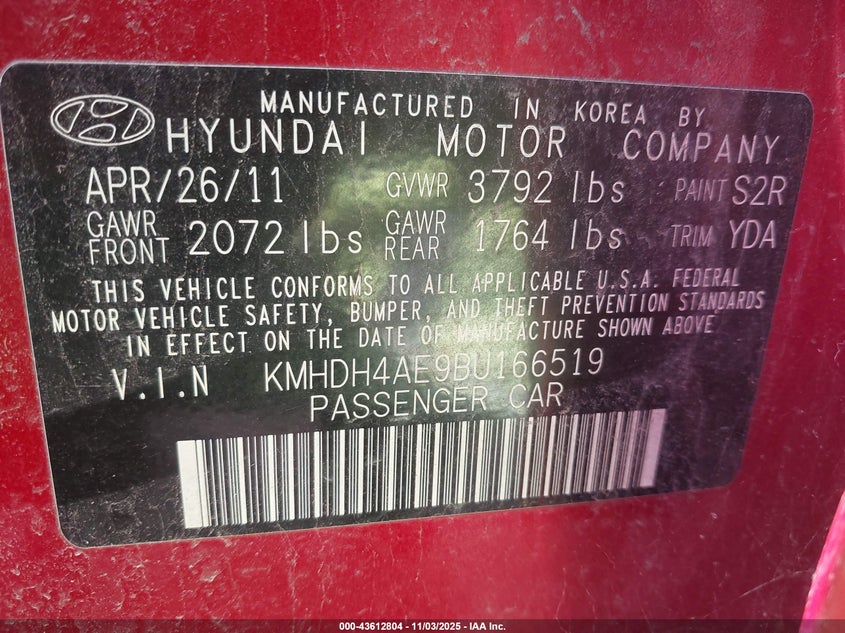 MANUFACTURED IN KOREA BY
HYUNDAI MOTOR COMPANY
APR/26/11 GVWR 3792 lbs PAINT S2R
GAWR FRONT 2072 lbs GAWR REAR 1764 lbs TRIM YDA
THIS VEHICLE CONFORMS TO ALL APPLICABLE U.S.A. FEDERAL
MOTOR VEHICLE SAFETY, BUMPER, AND THEFT PREVENTION STANDARDS
IN EFFECT ON THE DATE OF MANUFACTURE SHOWN ABOVE
V.I.N KMHDH4AE9BU166519
PASSENGER CAR
000-43612804 - 11/03/2025 - IAA Inc.